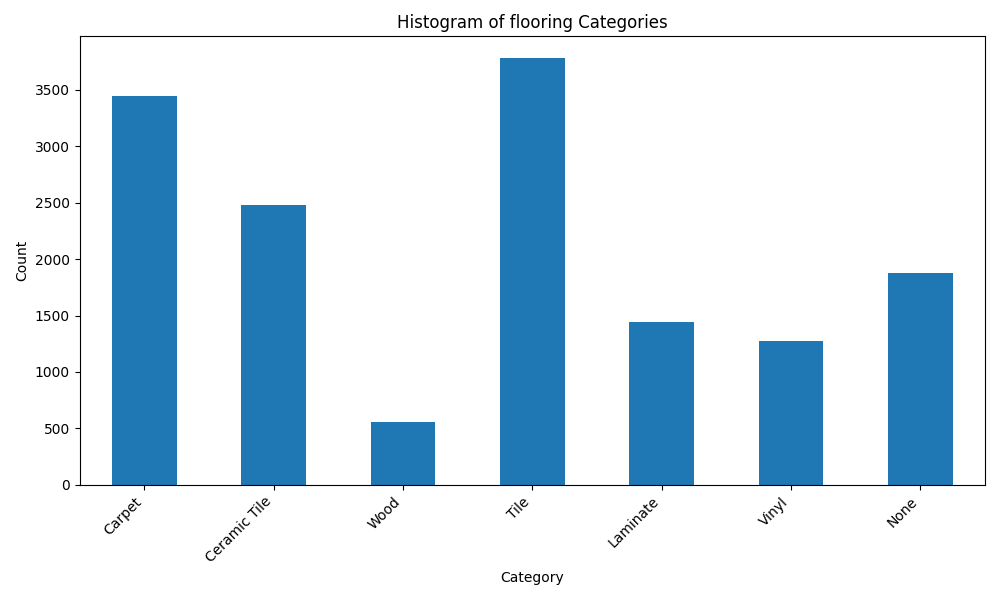 Histogram of flooring Categories
Count
3500
3000
2500
2000
1500
1000
500
0
Carpet
Ceramic Tile
Wood
Tile
Laminate
Vinyl
None
Category